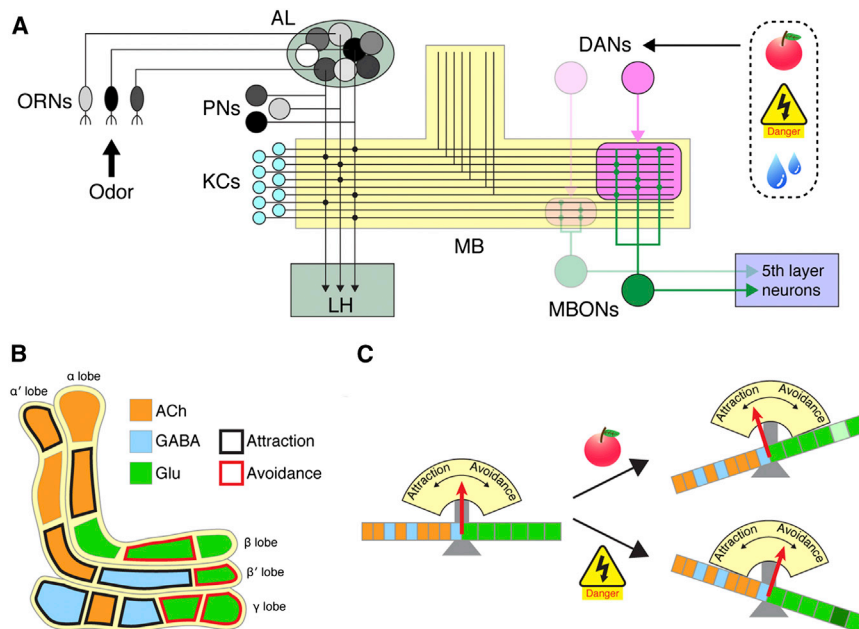 A
AL
DANs
ORNs
PNs
Danger
Odor
KCs
MB
LH
MBONs
5th layer
neurons
B
α′ lobe
α lobe
ACh
GABA
Glu
Attraction
Avoidance
β lobe
β′ lobe
γ lobe
C
Attraction
Avoidance
Danger
Attraction
Avoidance
Attraction
Avoidance